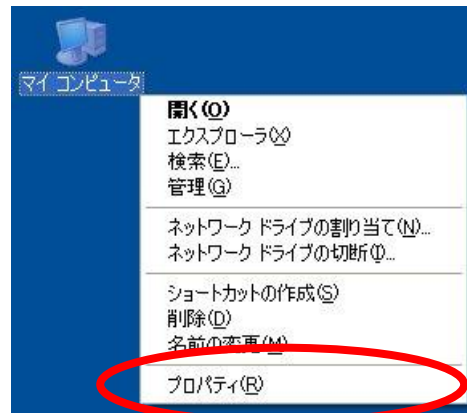 マイ コンピュータ
開く(O)
エクスプローラ(X)
検索(E)...
管理(G)
ネットワーク ドライブの割り当て(N)...
ネットワーク ドライブの切断(I)...
ショートカットの作成(S)
削除(D)
名前の変更(M)
プロパティ(R)